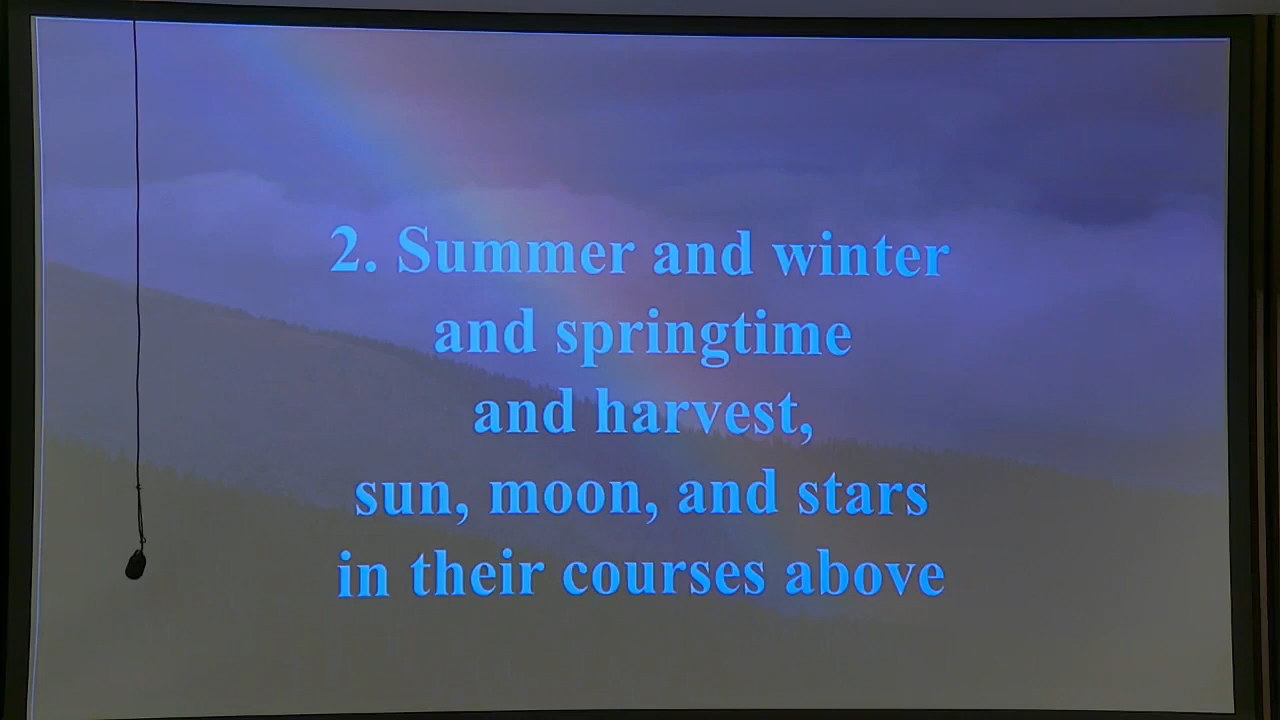 2. Summer and winter
and springtime
and harvest,
sun, moon, and stars
in their courses above